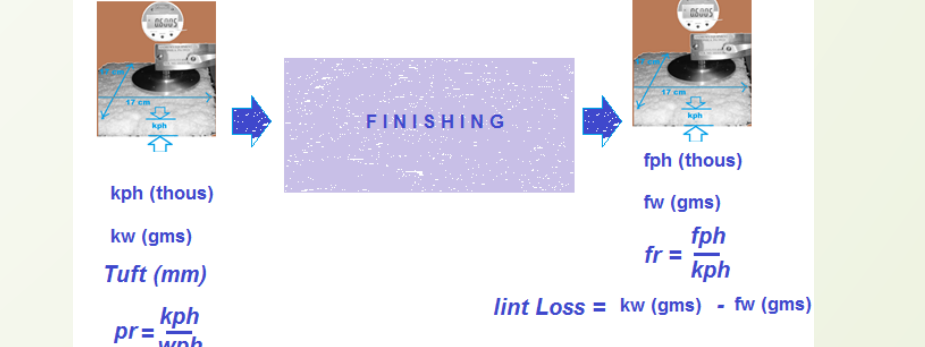 17 cm
kph
kph (thous)
kw (gms)
Tuft (mm)
pr = kph
wph
FINISHING
17 cm
kph
fph (thous)
fw (gms)
fr = fph
kph
lint Loss = kw (gms) - fw (gms)